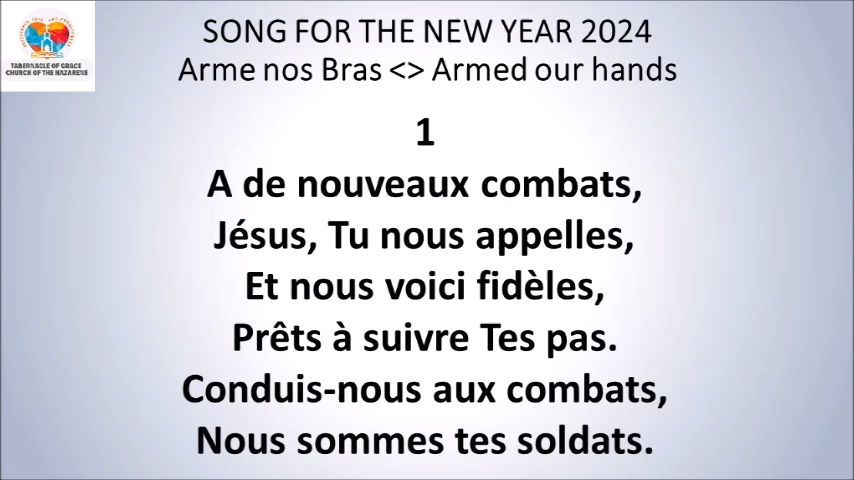 TABERNACLE OF GRACE
CHURCH OF THE NAZARENE
SONG FOR THE NEW YEAR 2024
Arme nos Bras <> Armed our hands
1
A de nouveaux combats,
Jésus, Tu nous appelles,
Et nous voici fidèles,
Prêts à suivre Tes pas.
Conduis-nous aux combats,
Nous sommes tes soldats.